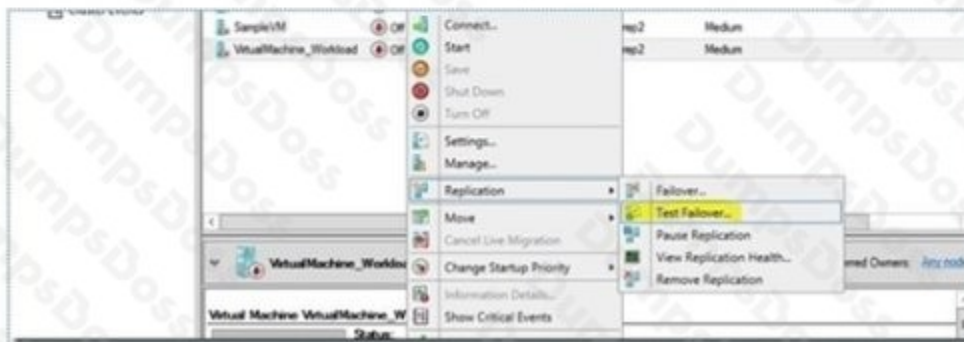 SampleVM Off Connect... Medium
VirtualMachine_Workload Off Start Medium
Save
Shut Down
Turn Off
Settings...
Manage...
Replication Failover...
Move Test Failover...
Cancel Live Migration Pause Replication
VirtualMachine_Workloa Change Startup Priority View Replication Health... Owners: Any node
Information Details... Remove Replication
Virtual Machine VirtualMachine_W Show Critical Events
Status:
DumpsDoss